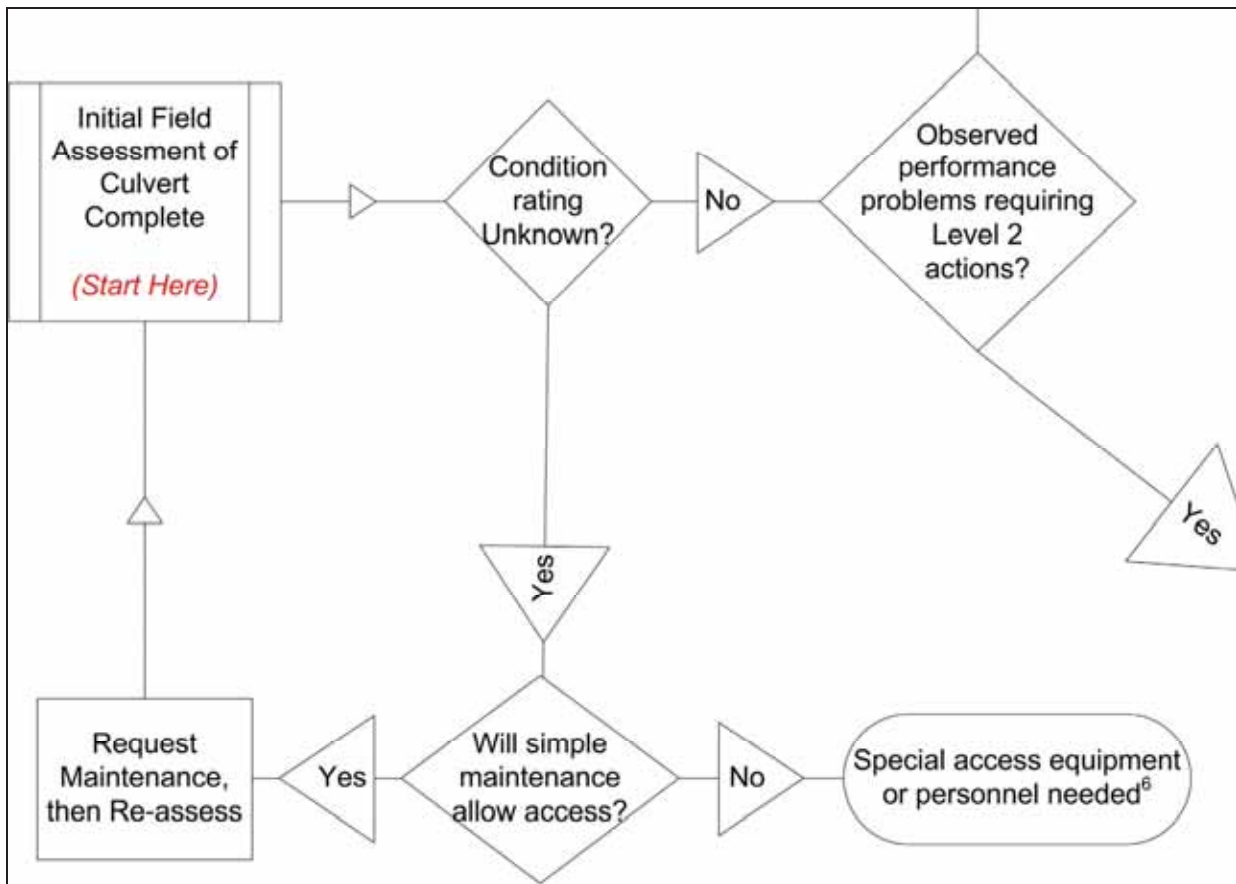 Initial Field
Assessment of
Culvert
Complete
(Start Here)
Condition
rating
Unknown?
No
Observed
performance
problems requiring
Level 2
actions?
Yes
Yes
Request
Maintenance,
then Re-assess
Yes
Will simple
maintenance
allow access?
No
Special access equipment
or personnel needed⁶